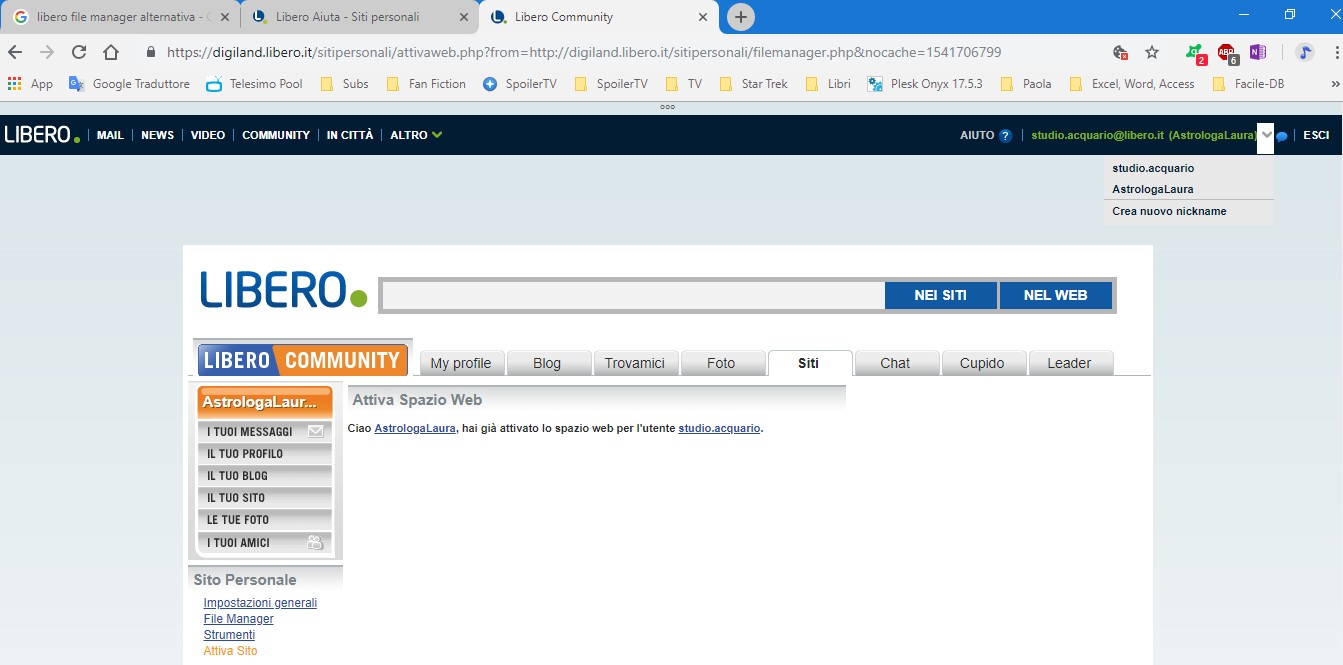 libero file manager alternativa -
Libero Aiuta - Siti personali
Libero Community
https://digiland.libero.it/sitipersonali/attivaweb.php?from=http://digiland.libero.it/sitipersonali/filemanager.php&nocache=1541706799
2
ABP
6
N
App
Google Traduttore
Telesimo Pool
Subs
Fan Fiction
SpoilerTV
SpoilerTV
TV
Star Trek
Libri
Plesk Onyx 17.5.3
Paola
Excel, Word, Access
Facile-DB
»
LIBERO
MAIL
NEWS
VIDEO
COMMUNITY
IN CITTÀ
ALTRO
AIUTO ?
studio.acquario@libero.it (AstrologaLaura)
ESCI
studio.acquario
AstrologaLaura
Crea nuovo nickname
LIBERO
NEI SITI
NEL WEB
LIBERO COMMUNITY
My profile
Blog
Trovamici
Foto
Siti
Chat
Cupido
Leader
AstrologaLaur...
Attiva Spazio Web
Ciao AstrologaLaura, hai già attivato lo spazio web per l'utente studio.acquario.
I TUOI MESSAGGI
IL TUO PROFILO
IL TUO BLOG
IL TUO SITO
LE TUE FOTO
I TUOI AMICI
Sito Personale
Impostazioni generali
File Manager
Strumenti
Attiva Sito